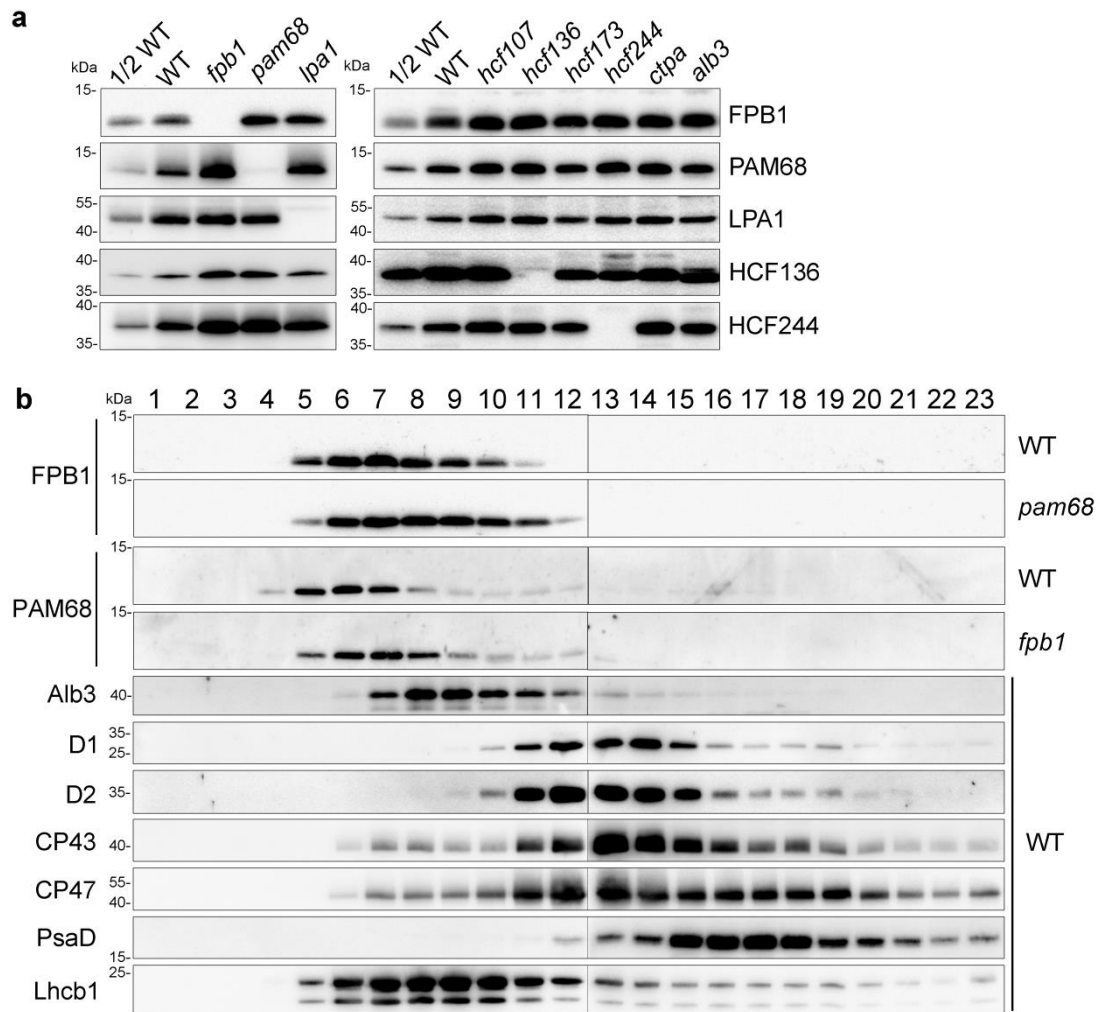 a
kDa 1/2 WT WT fpb1 pam68 lpa1 1/2 WT WT hcf107 hcf136 hcf173 hcf244 ctpa alb3
kDa
15- 15- FPB1
15- 15- PAM68
55- 55- LPA1
40- 40-
40- 40- HCF136
35- 35-
40- 40- HCF244
35- 35-
b
kDa 1 2 3 4 5 6 7 8 9 10 11 12 13 14 15 16 17 18 19 20 21 22 23
15-
FPB1 WT
15-
pam68
15-
PAM68 WT
15-
fpb1
Alb3 40-
D1 35-
25-
D2 35-
CP43 40- WT
CP47 55-
40-
PsaD 15-
Lhcb1 25-